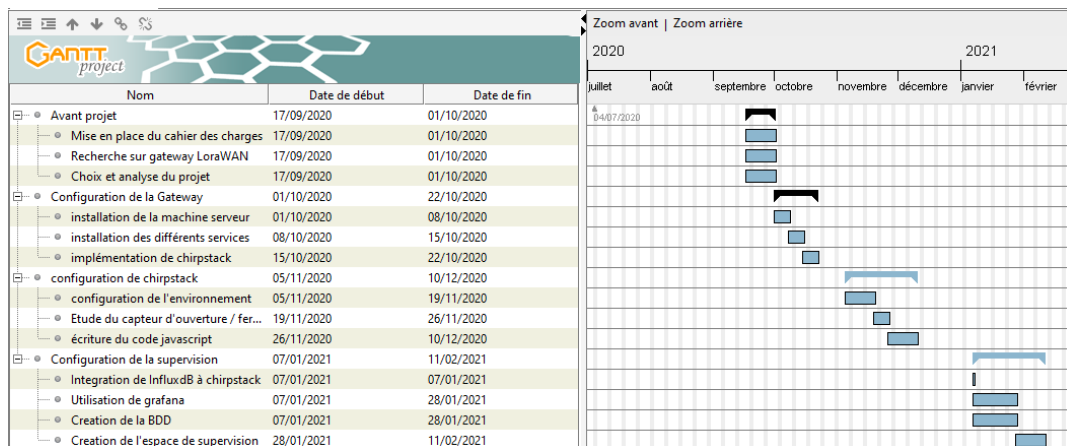 Zoom avant | Zoom arrière
GANTT project
2020 2021
Nom Date de début Date de fin
juillet août septembre octobre novembre décembre janvier février
04/07/2020
Avant projet 17/09/2020 01/10/2020
Mise en place du cahier des charges 17/09/2020 01/10/2020
Recherche sur gateway LoraWAN 17/09/2020 01/10/2020
Choix et analyse du projet 17/09/2020 01/10/2020
Configuration de la Gateway 01/10/2020 22/10/2020
installation de la machine serveur 01/10/2020 08/10/2020
installation des différents services 08/10/2020 15/10/2020
implémentation de chirpstack 15/10/2020 22/10/2020
configuration de chirpstack 05/11/2020 10/12/2020
configuration de l'environnement 05/11/2020 19/11/2020
Etude du capteur d'ouverture / fer... 19/11/2020 26/11/2020
écriture du code javascript 26/11/2020 10/12/2020
Configuration de la supervision 07/01/2021 11/02/2021
Integration de InfluxdB à chirpstack 07/01/2021 07/01/2021
Utilisation de grafana 07/01/2021 28/01/2021
Creation de la BDD 07/01/2021 28/01/2021
Creation de l'espace de supervision 28/01/2021 11/02/2021